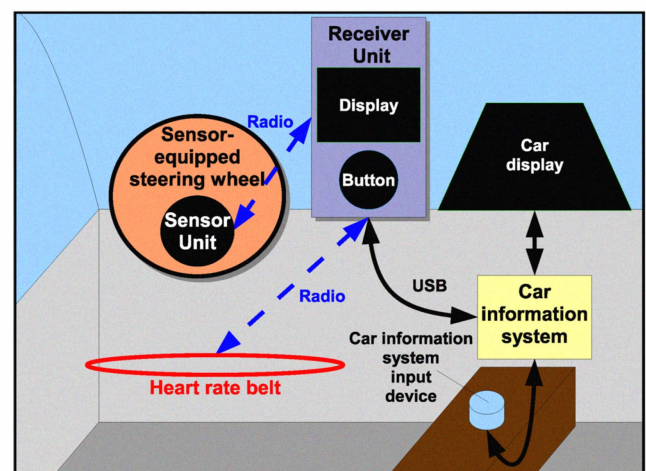 Receiver
Unit
Display
Button
Radio
Sensor-
equipped
steering wheel
Sensor
Unit
Car
display
USB
Radio
Car
information
system
Car information
system
input
device
Heart rate belt